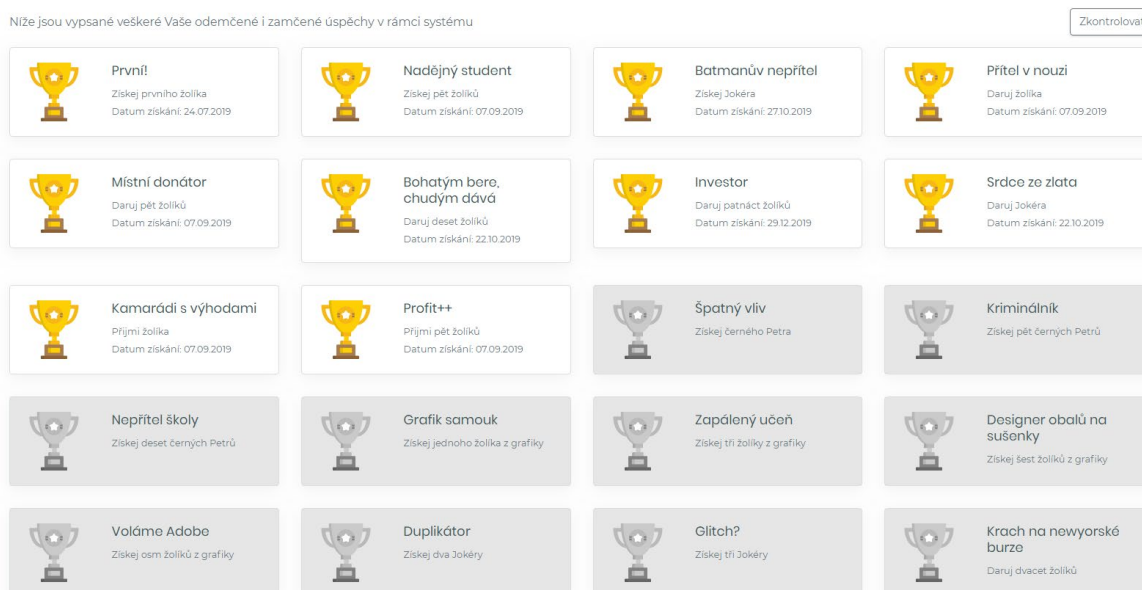 Níže jsou vypsané veškeré Vaše odemčené i zamčené úspěchy v rámci systému
Zkontrolovat
První!
Získej prvního žolíka
Datum získání: 24.07.2019
Nadějný student
Získej pět žolíků
Datum získání: 07.09.2019
Batmanův nepřítel
Získej Jokéra
Datum získání: 27.10.2019
Přítel v nouzi
Daruj žolíka
Datum získání: 07.09.2019
Místní donátor
Daruj pět žolíků
Datum získání: 07.09.2019
Bohatým bere,
chudým dává
Daruj deset žolíků
Datum získání: 22.10.2019
Investor
Daruj patnáct žolíků
Datum získání: 29.12.2019
Srdce ze zlata
Daruj Jokéra
Datum získání: 22.10.2019
Kamarádi s výhodami
Přijmi žolíka
Datum získání: 07.09.2019
Profit++
Přijmi pět žolíků
Datum získání: 07.09.2019
Špatný vliv
Získej černého Petra
Kriminálník
Získej pět černých Petrů
Nepřítel školy
Získej deset černých Petrů
Grafik samouk
Získej jednoho žolíka z grafiky
Zapálený učeň
Získej tři žolíky z grafiky
Designer obalů na
sušenky
Získej šest žolíků z grafiky
Voláme Adobe
Získej osm žolíků z grafiky
Duplikátor
Získej dva Jokéry
Glitch?
Získej tři Jokéry
Krach na newyorské
burze
Daruj dvacet žolíků